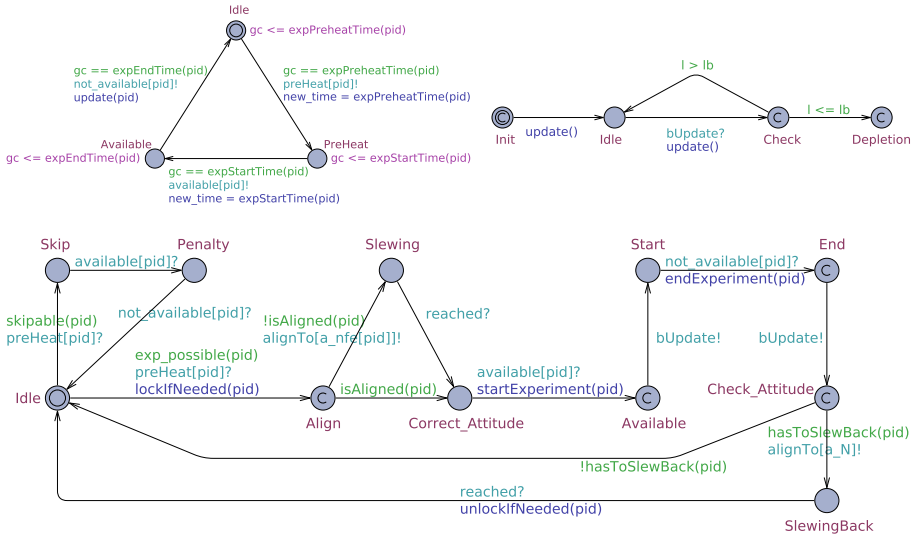 Idle
gc <= expPreheatTime(pid)
gc == expEndTime(pid)
not_available[pid]!
update(pid)
gc == expPreheatTime(pid)
preHeat[pid]!
new_time = expPreheatTime(pid)
Available
gc <= expEndTime(pid)
PreHeat
gc <= expStartTime(pid)
gc == expStartTime(pid)
available[pid]!
new_time = expStartTime(pid)
l > lb
C
Init
update()
Idle
bUpdate?
update()
C
Check
l <= lb
C
Depletion
Skip
available[pid]?
Penalty
skipable(pid)
preHeat[pid]?
not_available[pid]?
Idle
exp_possible(pid)
preHeat[pid]?
lockIfNeeded(pid)
Slewing
!isAligned(pid)
alignTo[a_nfe[pid]]!
reached?
C
Align
isAligned(pid)
Correct_Attitude
available[pid]?
startExperiment(pid)
C
Available
bUpdate!
Start
not_available[pid]?
endExperiment(pid)
End
C
bUpdate!
Check_Attitude
C
hasToSlewBack(pid)
alignTo[a_N]!
!hasToSlewBack(pid)
reached?
unlockIfNeeded(pid)
SlewingBack